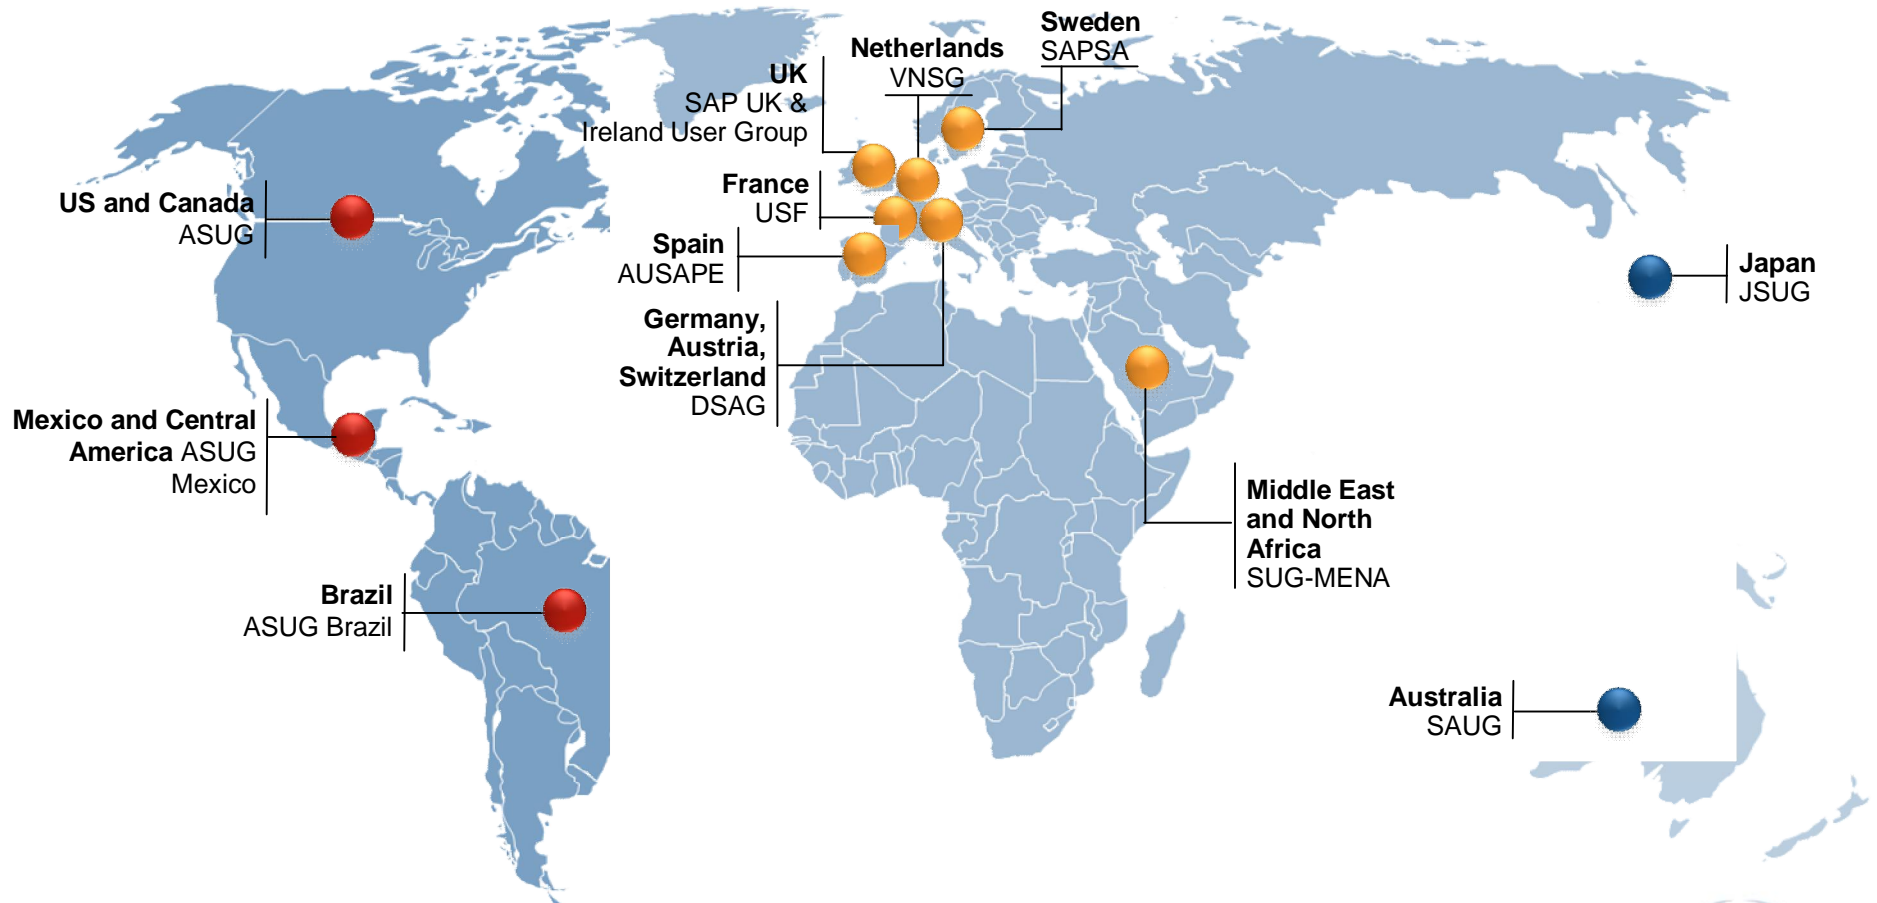 Sweden
SAPSA
Netherlands
VNSG
UK
SAP UK &
Ireland User Group
France
USF
US and Canada
ASUG
Spain
AUSAPE
Japan
JSUG
Germany,
Austria,
Switzerland
DSAG
Mexico and Central
America ASUG
Mexico
Middle East
and North
Africa
SUG-MENA
Brazil
ASUG Brazil
Australia
SAUG